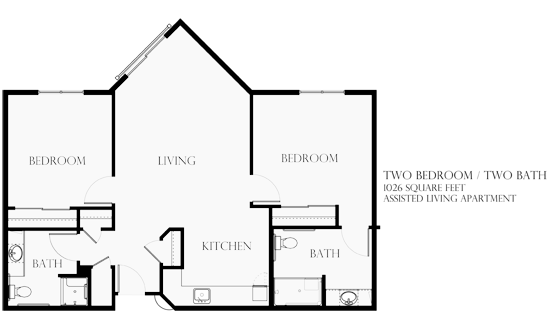 BEDROOM
LIVING
BEDROOM
TWO BEDROOM / TWO BATH
1026 SQUARE FEET
ASSISTED LIVING APARTMENT
KITCHEN
BATH
BATH